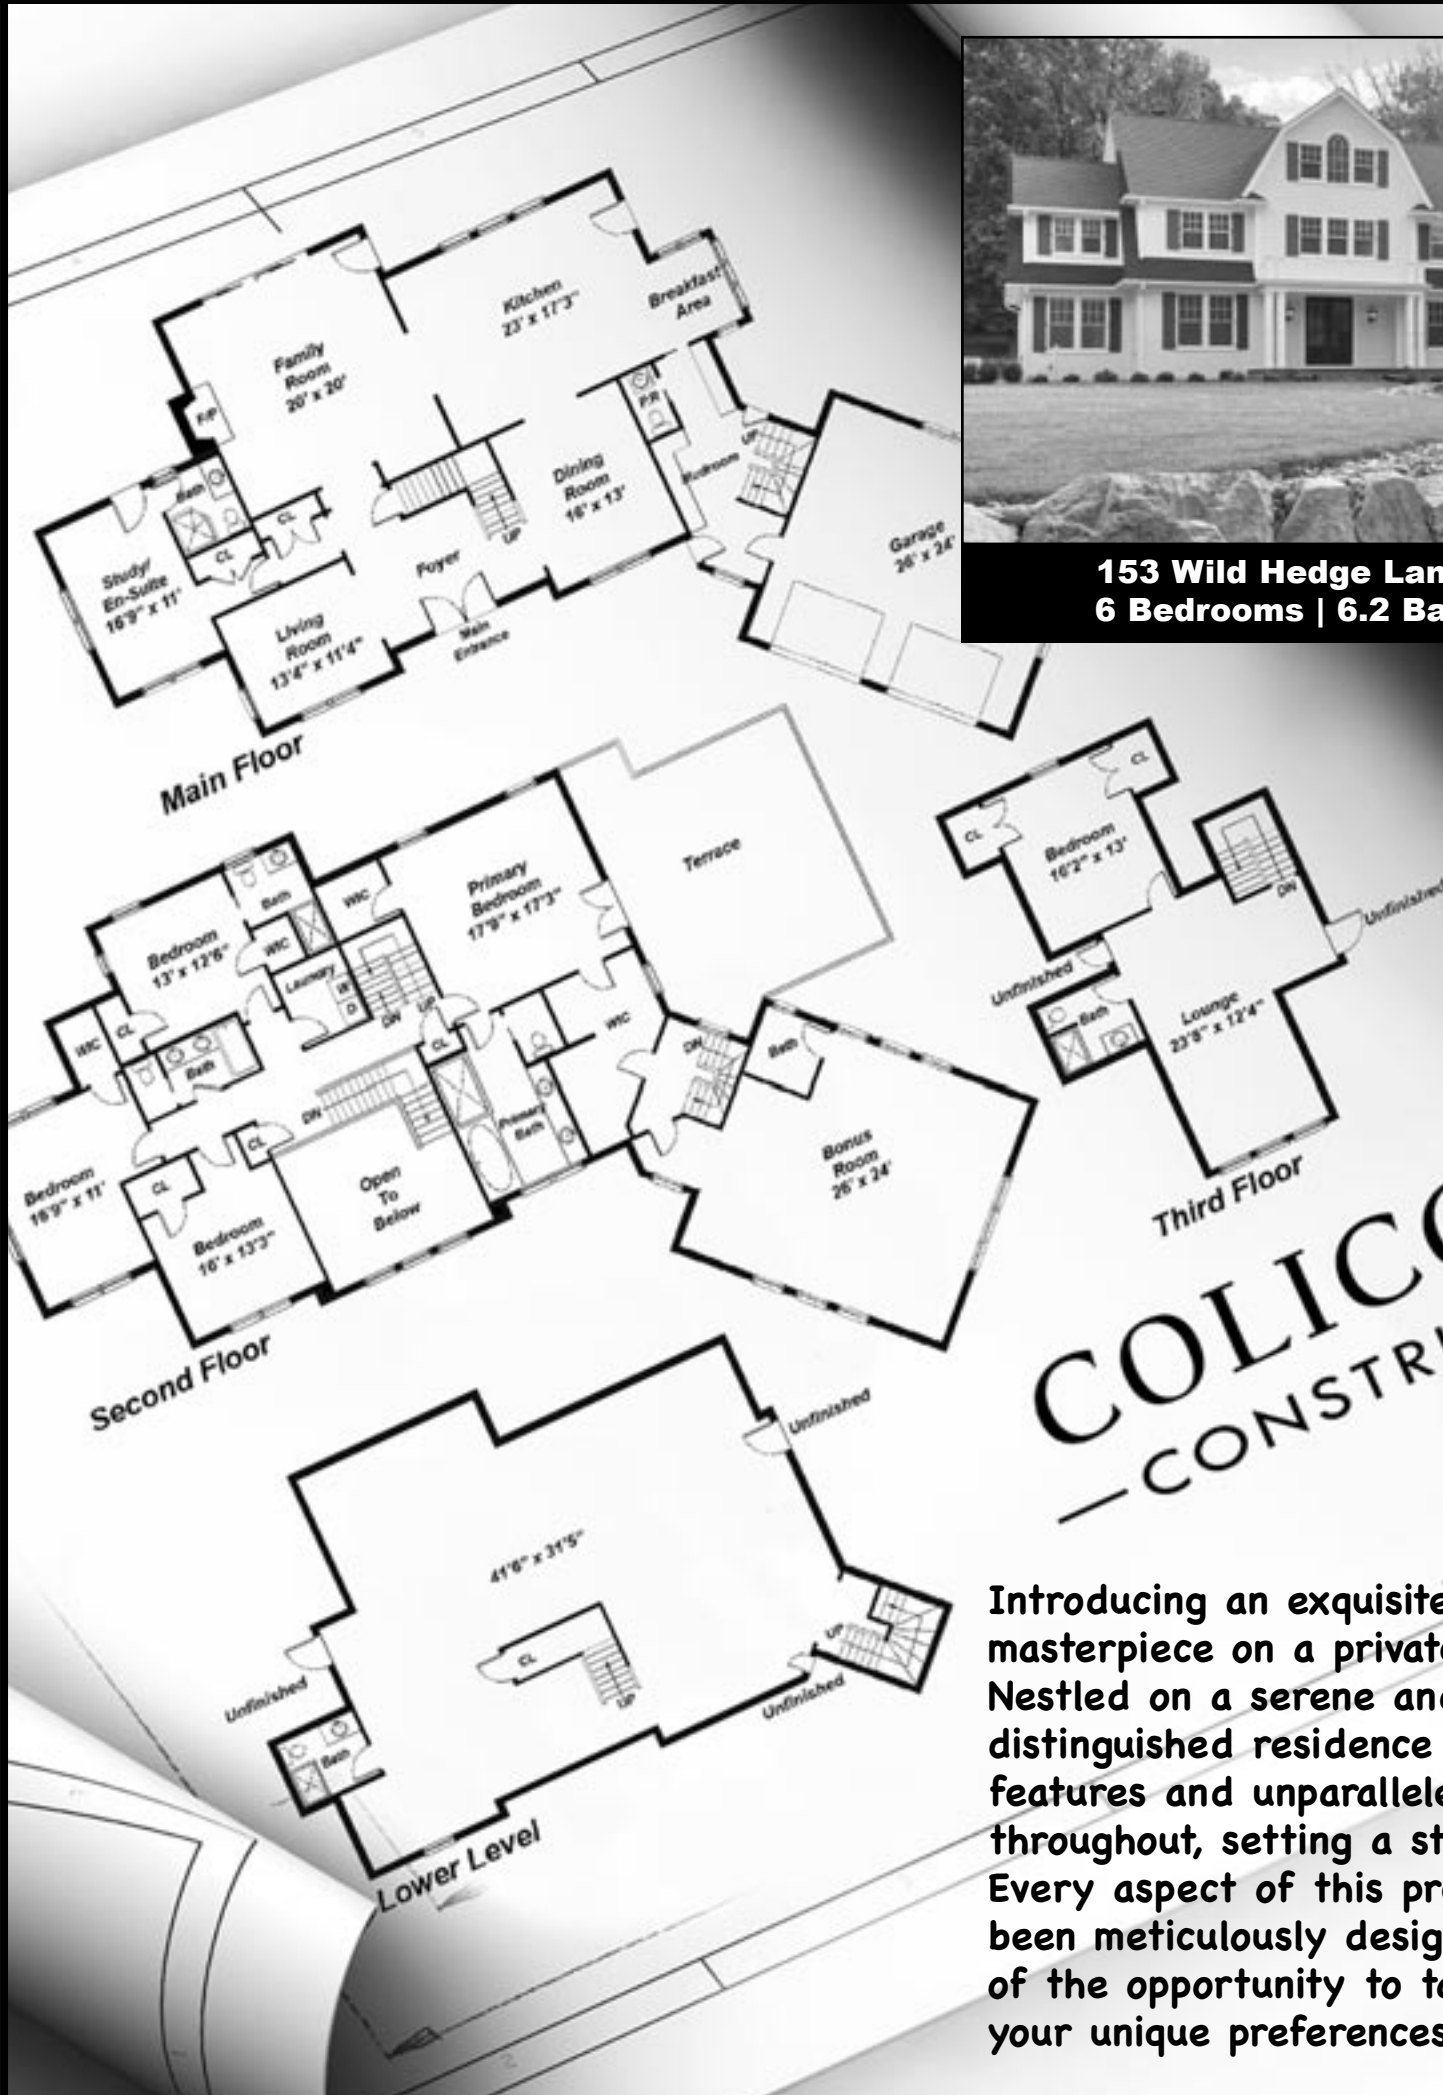 153 Wild Hedge Lan
6 Bedrooms | 6.2 Ba
Kitchen
23' x 17'3"
Breakfast
Area
Family
Room
20' x 20'
F/P
P/R
UP
Dining
Room
16' x 13'
Garage
26' x 24'
Bath
CL
CL
Study/
En-Suite
16'9" x 11'
Foyer
UP
Living
Room
13'4" x 11'4"
Main
Entrance
Main Floor
Terrace
Primary
Bedroom
17'9" x 17'3"
WIC
Bath
Bedroom
13' x 12'6"
WIC
Laundry
W
D
DN
UP
CL
WIC
CL
WIC
Bath
DN
Bath
Primary
Bath
DN
CL
CL
Bedroom
16'9" x 11'
Open
To
Below
Bonus
Room
26' x 24'
Bedroom
16' x 13'3"
Second Floor
CL
CL
Bedroom
16'2" x 13'
DN
Unfinished
Unfinished
Bath
Lounge
23'8" x 12'4"
Third Floor
COLICO
CONSTR
Unfinished
41'6" x 31'5"
CL
UP
UP
Unfinished
Unfinished
Bath
Lower Level
Introducing an exquisite
masterpiece on a privat
Nestled on a serene an
distinguished residence
features and unparallele
throughout, setting a st
Every aspect of this pr
been meticulously desig
of the opportunity to t
your unique preferences